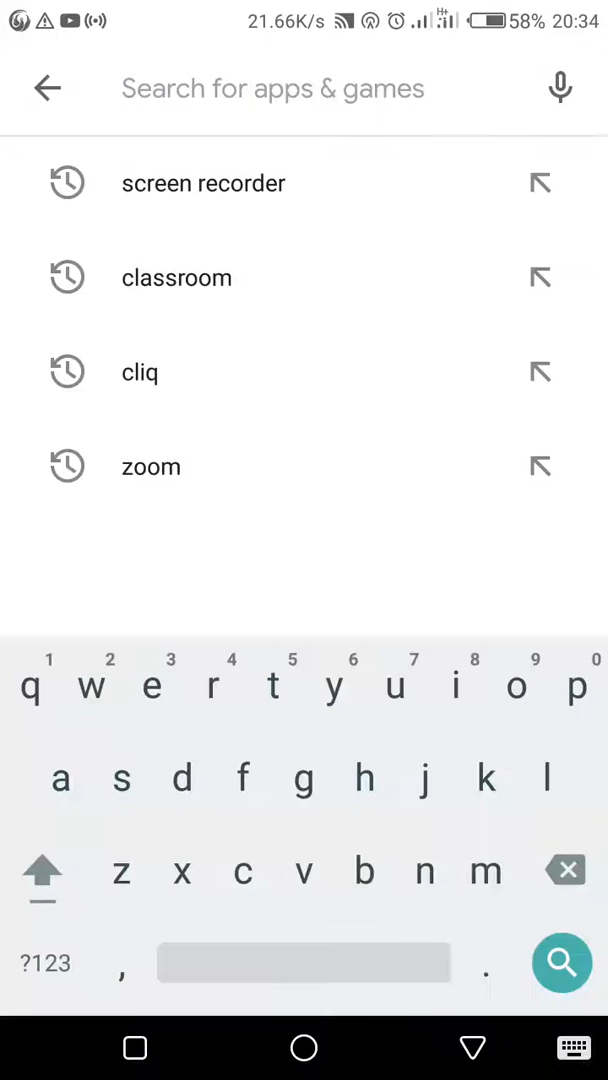 21.66K/s H+ 58% 20:34
Search for apps & games
screen recorder
classroom
cliq
zoom
1 2 3 4 5 6 7 8 9 0
q w e r t y u i o p
a s d f g h j k l
z x c v b n m
?123 , .